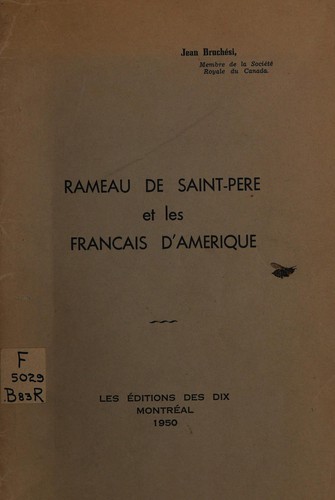 Jean Bruchési,
Membre de la Société
Royale du Canada.
RAMEAU DE SAINT-PERE
et les
FRANCAIS D'AMERIQUE
F
5029
B83R
LES ÉDITIONS DES DIX
MONTRÉAL
1950